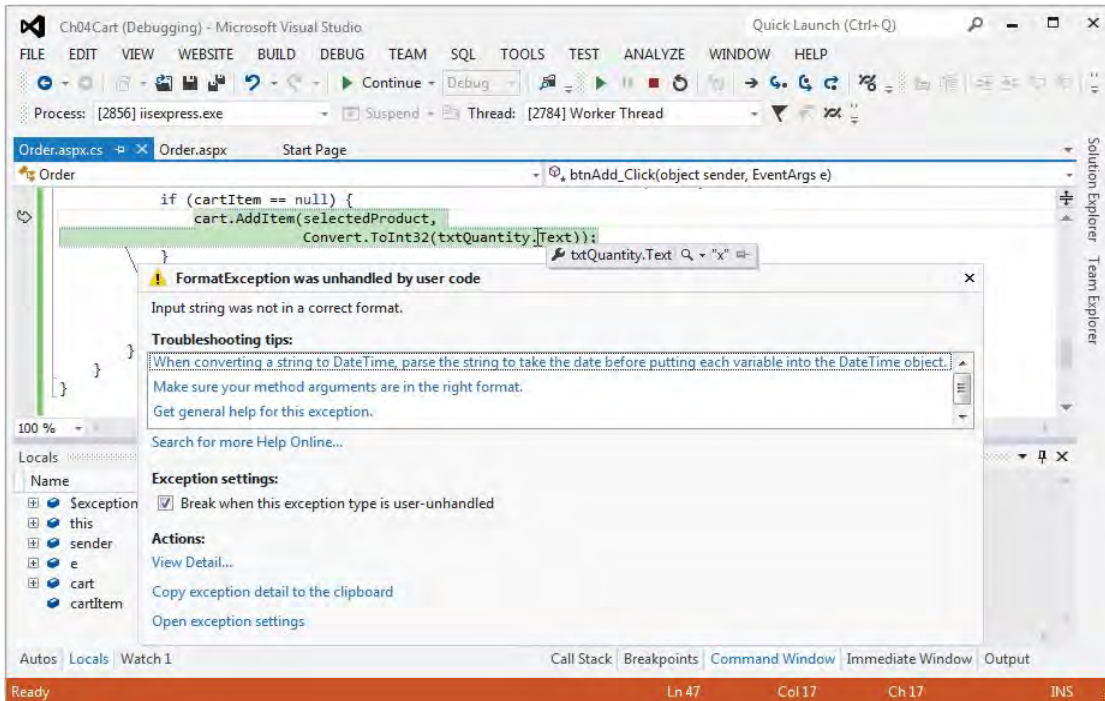 Ch04Cart (Debugging) - Microsoft Visual Studio
Quick Launch (Ctrl+Q)
FILE EDIT VIEW WEBSITE BUILD DEBUG TEAM SQL TOOLS TEST ANALYZE WINDOW HELP
Continue Debug
Process: [2856] iisexpress.exe Suspend Thread: [2784] Worker Thread
Order.aspx.cs Order.aspx Start Page
Order btnAdd_Click(object sender, EventArgs e)
if (cartItem == null) {
cart.AddItem(selectedProduct,
Convert.ToInt32(txtQuantity.Text));
}
txtQuantity.Text "x"
FormatException was unhandled by user code
Input string was not in a correct format.
Troubleshooting tips:
When converting a string to DateTime, parse the string to take the date before putting each variable into the DateTime object.
Make sure your method arguments are in the right format.
Get general help for this exception.
Search for more Help Online...
Exception settings:
Break when this exception type is user-unhandled
Actions:
View Detail...
Copy exception detail to the clipboard
Open exception settings
}
}
}
100 %
Locals
Name
$exception
this
sender
e
cart
cartItem
Solution Explorer
Team Explorer
Autos Locals Watch 1
Call Stack Breakpoints Command Window Immediate Window Output
Ready Ln 47 Col 17 Ch 17 INS